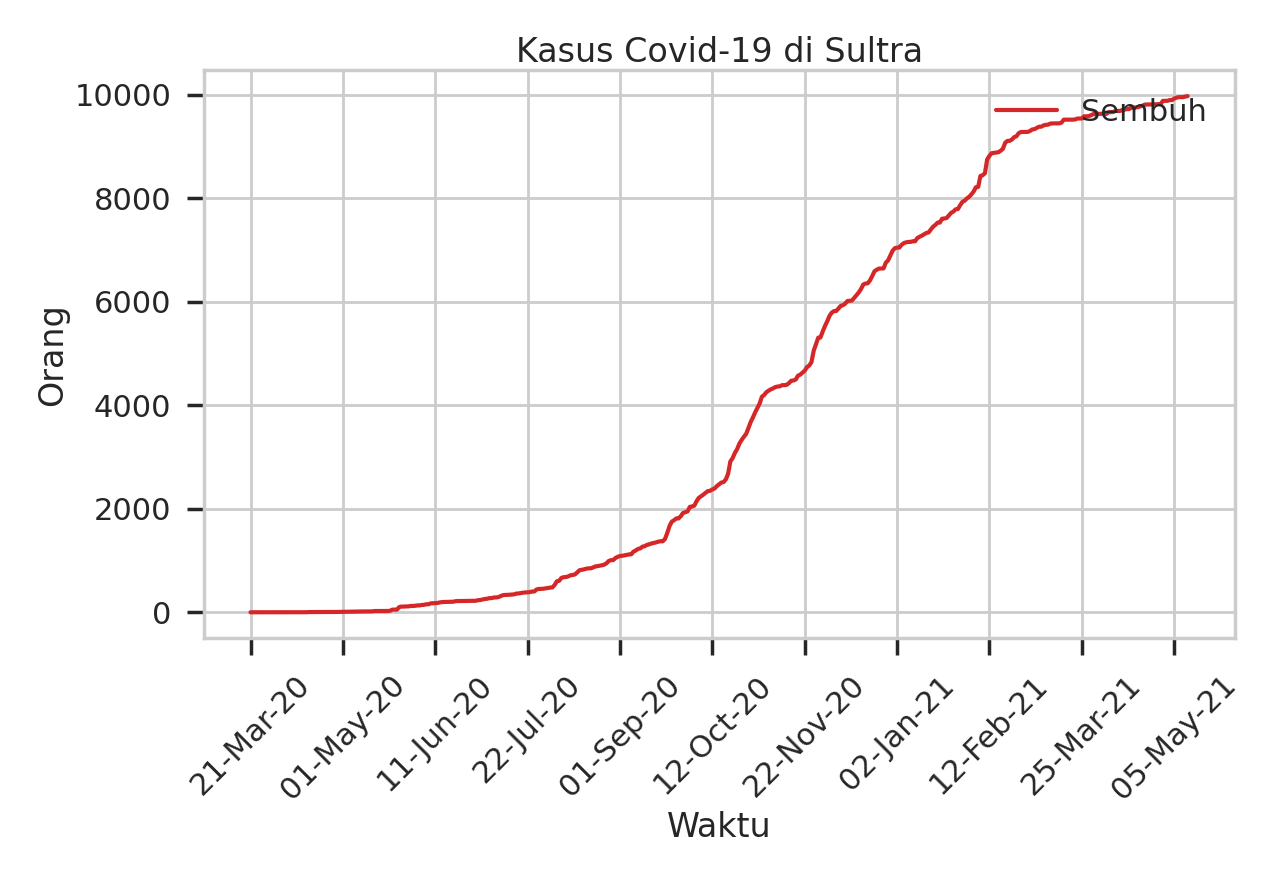 Kasus Covid-19 di Sultra
Sembuh
Orang
10000
8000
6000
4000
2000
0
21-Mar-20
01-May-20
11-Jun-20
22-Jul-20
01-Sep-20
12-Oct-20
22-Nov-20
02-Jan-21
12-Feb-21
25-Mar-21
05-May-21
Waktu